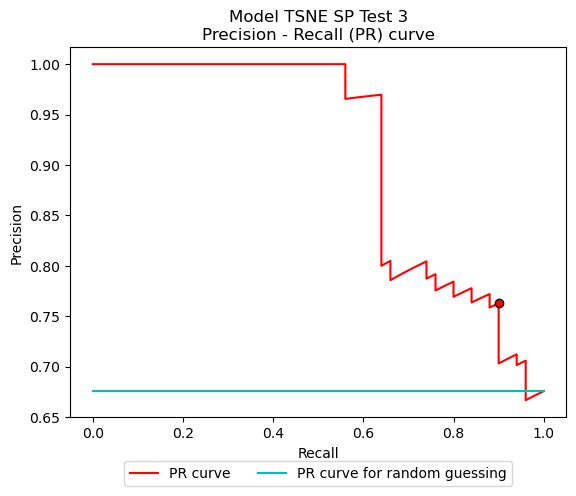 Model TSNE SP Test 3
Precision - Recall (PR) curve
Precision
1.00
0.95
0.90
0.85
0.80
0.75
0.70
0.65
0.0 0.2 0.4 0.6 0.8 1.0
Recall
PR curve PR curve for random guessing